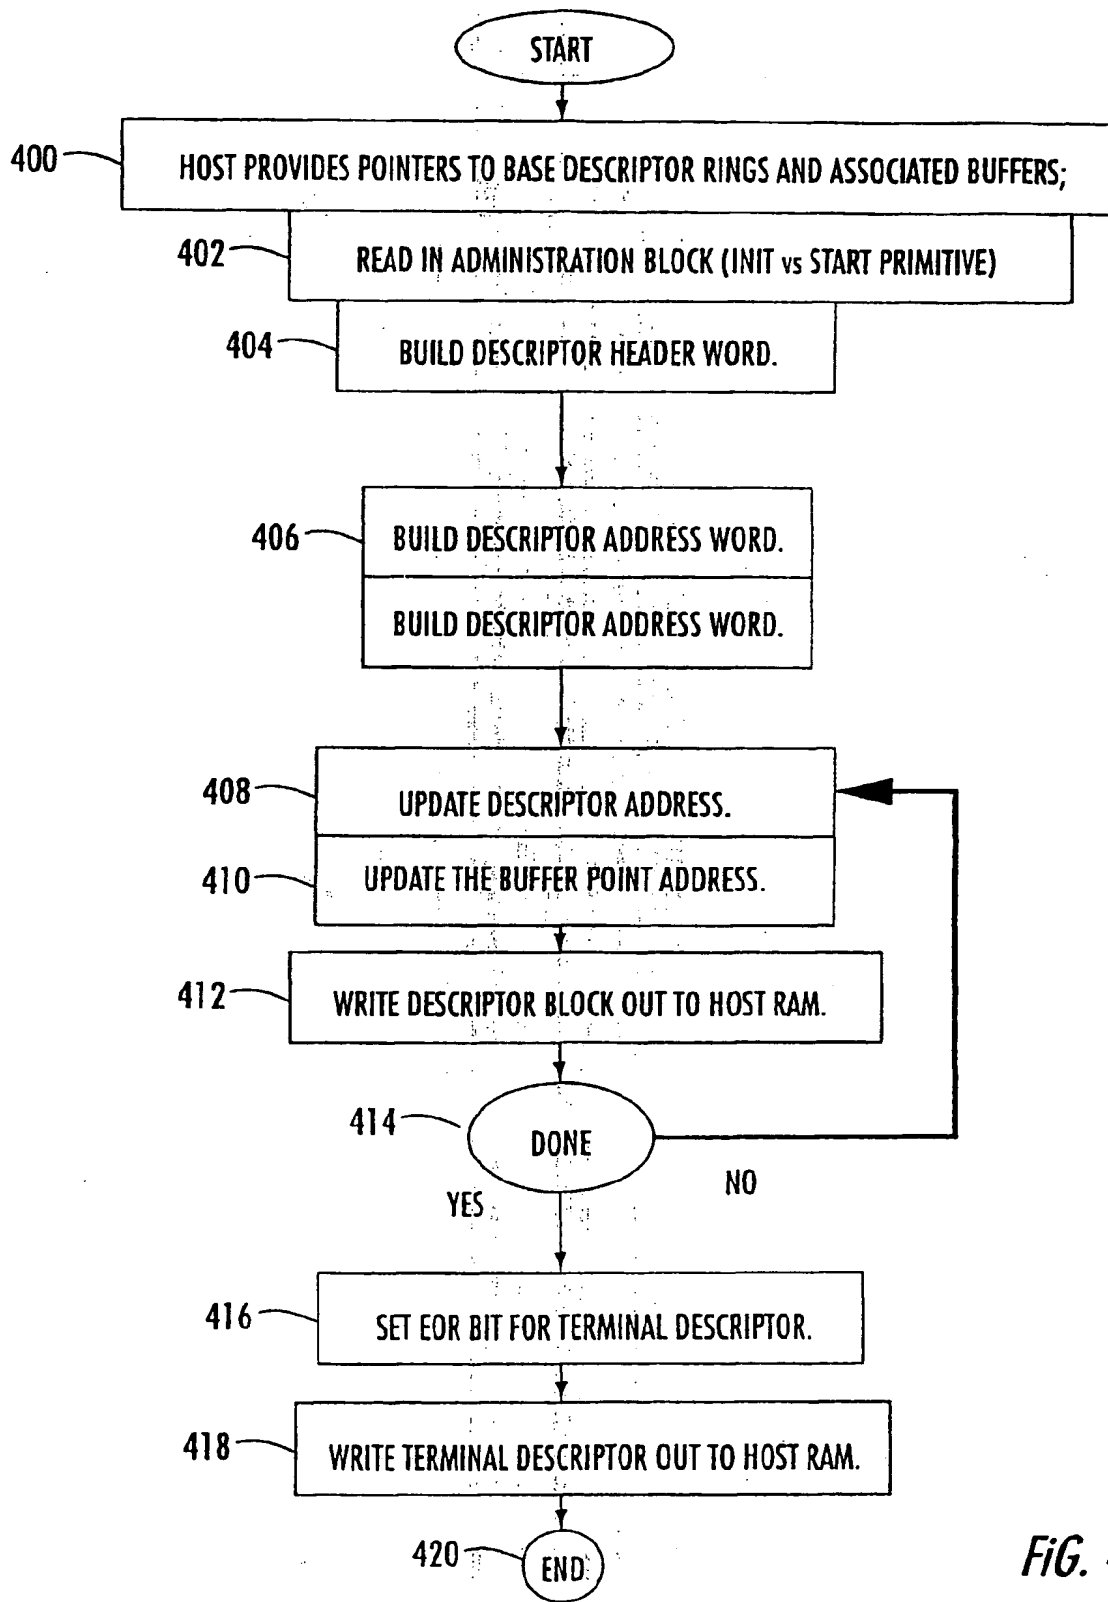 START
400
HOST PROVIDES POINTERS TO BASE DESCRIPTOR RINGS AND ASSOCIATED BUFFERS;
402
READ IN ADMINISTRATION BLOCK (INIT vs START PRIMITIVE)
404
BUILD DESCRIPTOR HEADER WORD.
406
BUILD DESCRIPTOR ADDRESS WORD.
BUILD DESCRIPTOR ADDRESS WORD.
408
UPDATE DESCRIPTOR ADDRESS.
410
UPDATE THE BUFFER POINT ADDRESS.
412
WRITE DESCRIPTOR BLOCK OUT TO HOST RAM.
414
DONE
NO
YES
416
SET EOR BIT FOR TERMINAL DESCRIPTOR.
418
WRITE TERMINAL DESCRIPTOR OUT TO HOST RAM.
420
END
FIG.